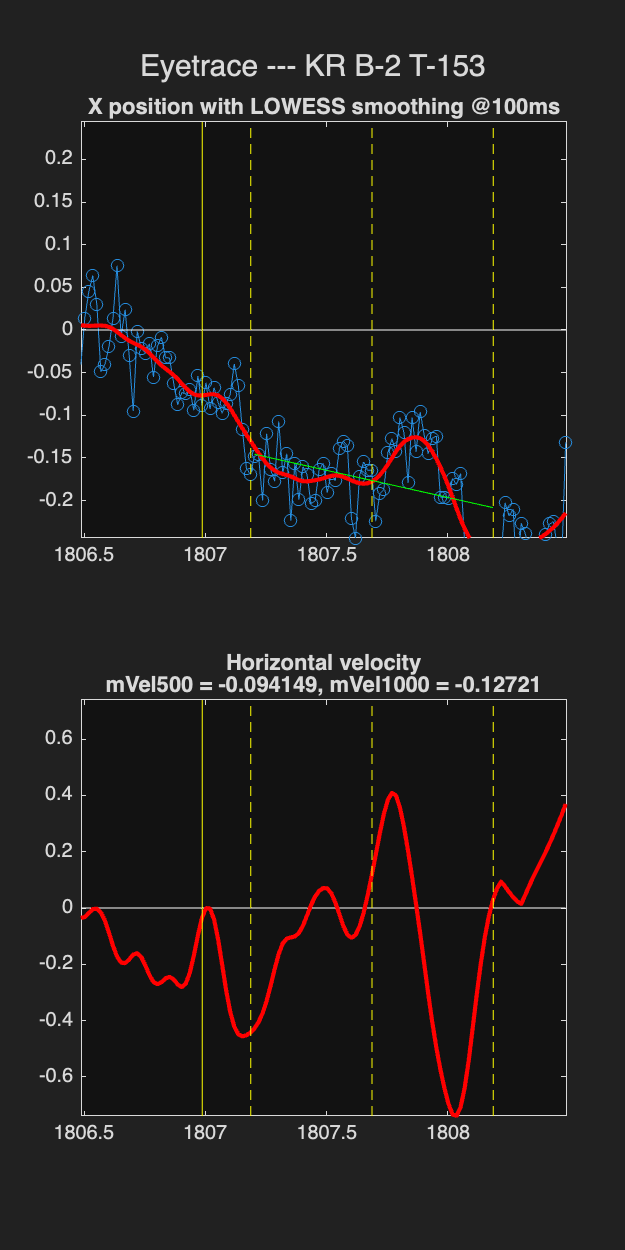 Eyetrace --- KR B-2 T-153
X position with LOWESS smoothing @100ms
0.2
0.15
0.1
0.05
0
-0.05
-0.1
-0.15
-0.2
1806.5 1807 1807.5 1808
Horizontal velocity
mVel500 = -0.094149, mVel1000 = -0.12721
0.6
0.4
0.2
0
-0.2
-0.4
-0.6
1806.5 1807 1807.5 1808